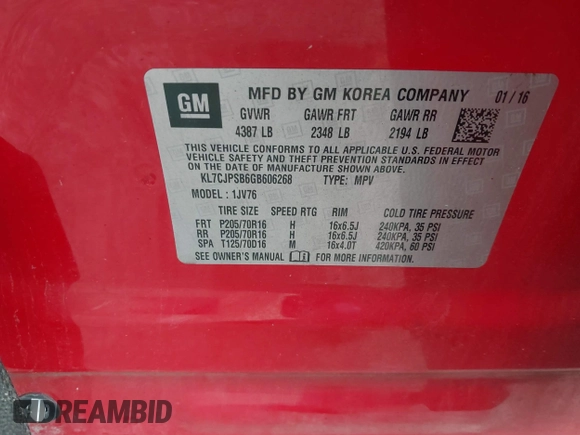 GM
MFD BY GM KOREA COMPANY 01 / 16
GVWR GAWR FRT GAWR RR
4387 LB 2348 LB 2194 LB
THIS VEHICLE CONFORMS TO ALL APPLICABLE U.S. FEDERAL MOTOR
VEHICLE SAFETY AND THEFT PREVENTION STANDARDS IN EFFECT
ON THE DATE OF MANUFACTURE SHOWN ABOVE.
KL7CJPSB6GB606268 TYPE: MPV
MODEL : 1JV76
TIRE SIZE SPEED RTG RIM COLD TIRE PRESSURE
FRT P205/70R16 H 16x6.5J 240KPA, 35 PSI
RR P205/70R16 H 16x6.5J 240KPA, 35 PSI
SPA T125/70D16 M 16x4.0T 420KPA, 60 PSI
SEE OWNER'S MANUAL FOR MORE INFORMATION.
DREAMBID